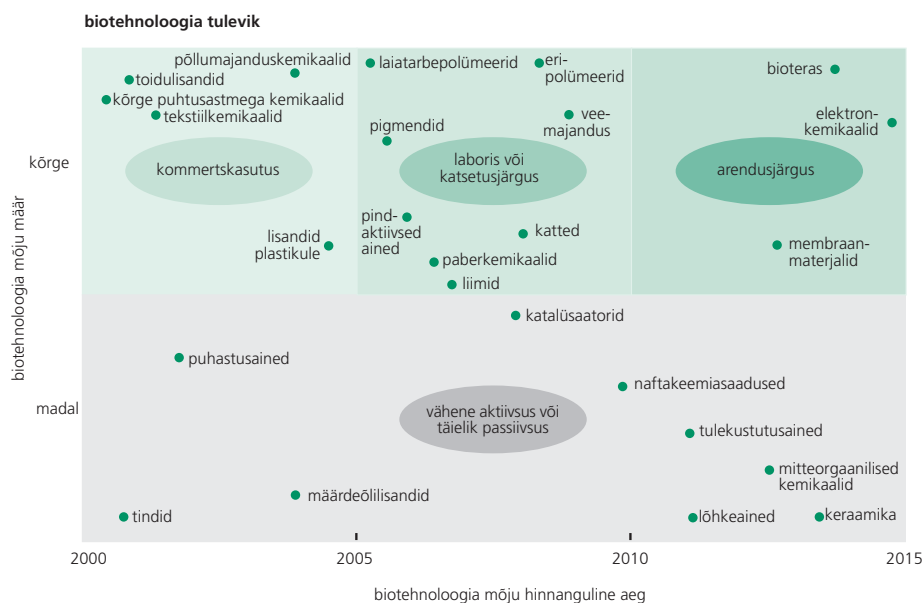 biotehnoloogia tulevik
põllumajanduskemikaalid
toidulisandid
kõrge puhtusastmega kemikaalid
tekstiilkemikaalid
laiatarbepolümeerid
eri-
polümeerid
vee-
majandus
pigmendid
bioteras
elektron-
kemikaalid
kõrge
kommertskasutus
laboris või
katsetusjärgus
arendusjärgus
lisandid
plastikule
pind-
aktiivsed
ained
katted
paberkemikaalid
liimid
membraan-
materjalid
biotehnoloogia mõju määr
katalüsaatorid
puhastusained
naftakeemiasaadused
madal
vähene aktiivsus või
täielik passiivsus
tulekustutusained
mitteorgaanilised
kemikaalid
määrdeõlilisandid
tindid
lõhkeained
keraamika
2000
2005
2010
2015
biotehnoloogia mõju hinnanguline aeg